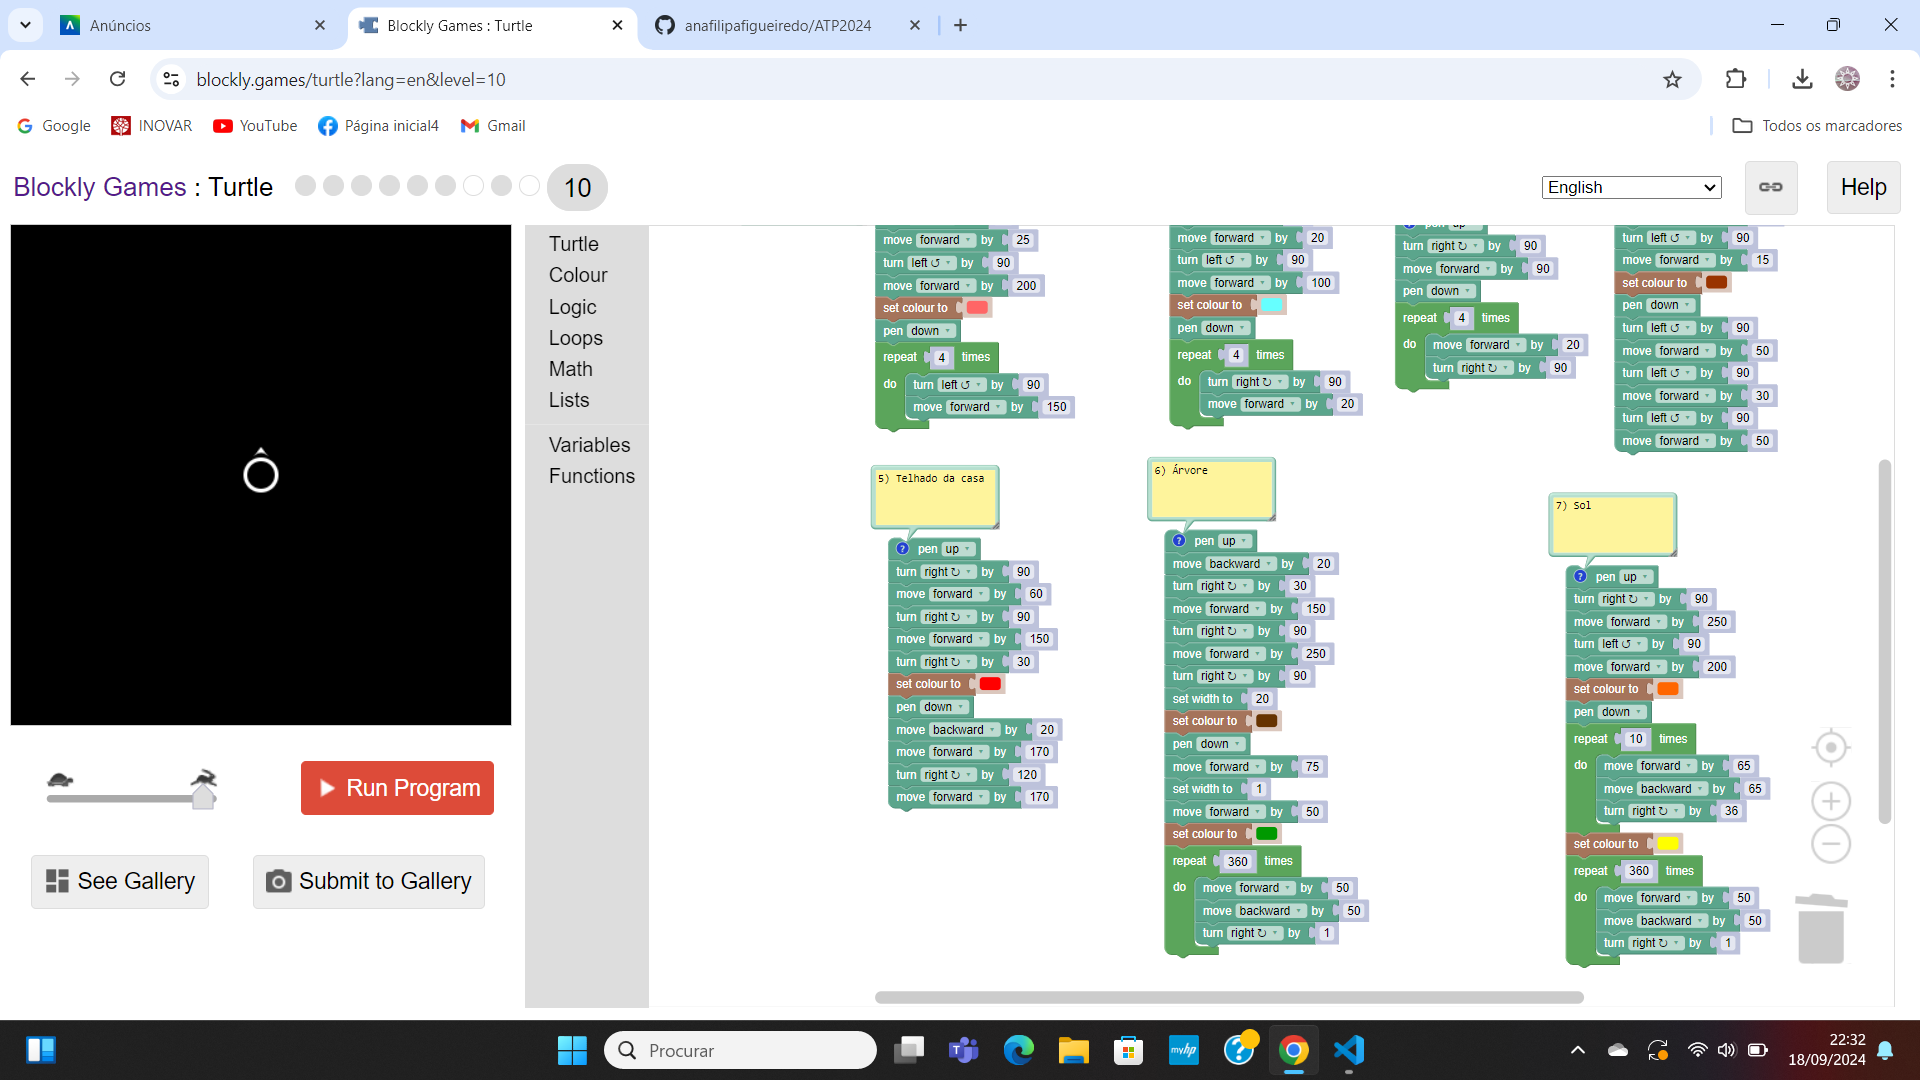 Anúncios
Blockly Games : Turtle
anafilipafigueiredo/ATP2024
blockly.games/turtle?lang=en&level=10
Google
INOVAR
YouTube
Página inicial4
Gmail
Todos os marcadores
Blockly Games : Turtle
10
English
Help
Turtle
Colour
Logic
Loops
Math
Lists
Variables
Functions
move forward by 25
turn left ↺ by 90
move forward by 200
set colour to
pen down
repeat 4 times
do turn left ↺ by 90
move forward by 150
move forward by 20
turn left ↺ by 90
move forward by 100
set colour to
pen down
repeat 4 times
do turn right ↻ by 90
move forward by 20
pen up
turn right ↻ by 90
move forward by 90
pen down
repeat 4 times
do move forward by 20
turn right ↻ by 90
turn left ↺ by 90
move forward by 15
set colour to
pen down
turn left ↺ by 90
move forward by 50
turn left ↺ by 90
move forward by 30
turn left ↺ by 90
move forward by 50
5) Telhado da casa
? pen up
turn right ↻ by 90
move forward by 60
turn right ↻ by 90
move forward by 150
turn right ↻ by 30
set colour to
pen down
move backward by 20
move forward by 170
turn right ↻ by 120
move forward by 170
6) Árvore
? pen up
move backward by 20
turn right ↻ by 30
move forward by 150
turn right ↻ by 90
move forward by 250
turn right ↻ by 90
set width to 20
set colour to
pen down
move forward by 75
set width to 1
move forward by 50
set colour to
repeat 360 times
do move forward by 50
move backward by 50
turn right ↻ by 1
7) Sol
? pen up
turn right ↻ by 90
move forward by 250
turn left ↺ by 90
move forward by 200
set colour to
pen down
repeat 10 times
do move forward by 65
move backward by 65
turn right ↻ by 36
set colour to
repeat 360 times
do move forward by 50
move backward by 50
turn right ↻ by 1
Run Program
See Gallery
Submit to Gallery
Procurar
myhp
22:32
18/09/2024